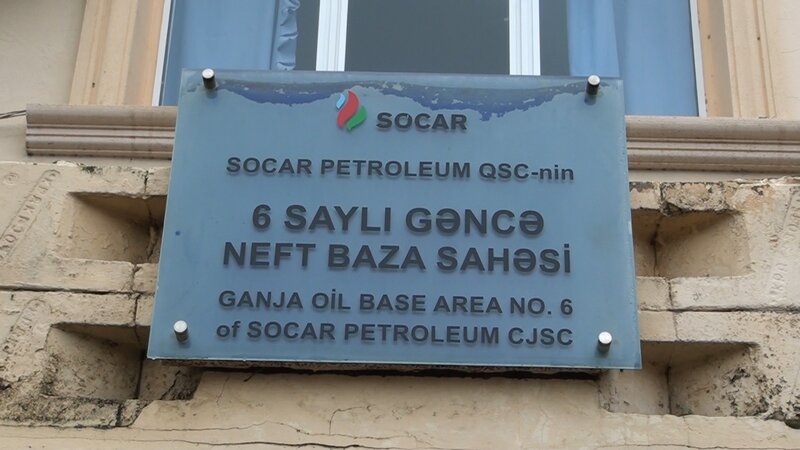 SOCAR
SOCAR PETROLEUM QSC-nin
6 SAYLI GƏNCƏ
NEFT BAZA SAHƏSİ
GANJA OIL BASE AREA NO. 6
of SOCAR PETROLEUM CJSC